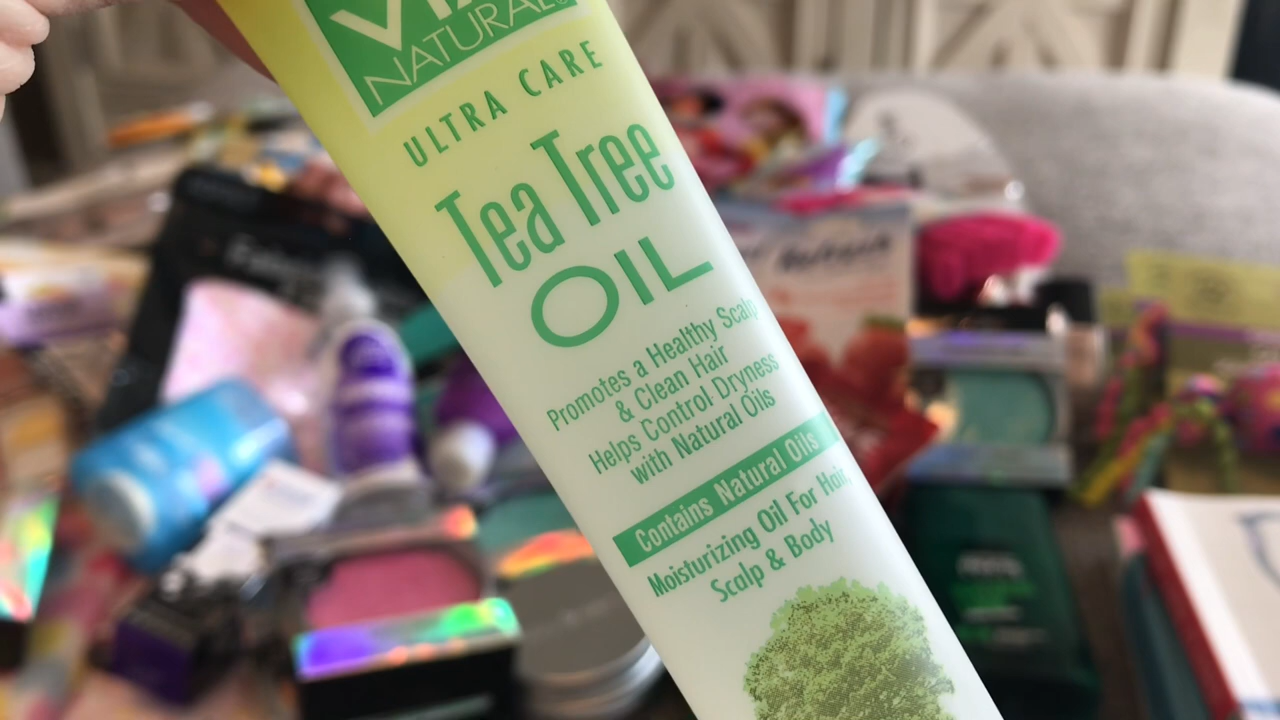 NATURAL
ULTRA CARE
Tea Tree
OIL
Promotes a Healthy Scalp
& Clean Hair
Helps Control Dryness
with Natural Oils
Contains Natural Oils
Moisturizing Oil For Hair,
Scalp & Body